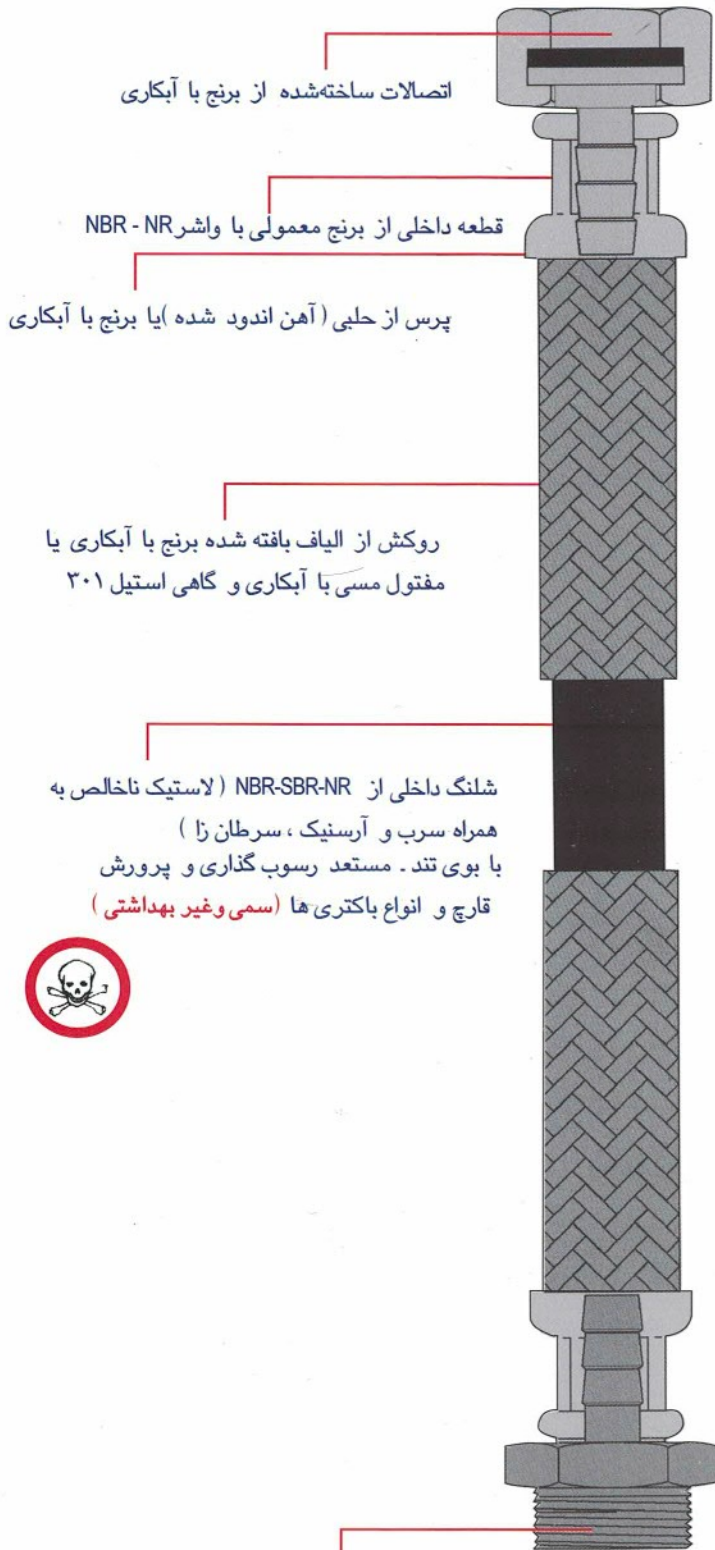 اتصالات ساخته‌شده از برنج با آبکاری
قطعه داخلی از برنج معمولی با واشر NBR - NR
پرس از حلبی ( آهن اندود شده )یا برنج با آبکاری
روکش از الیاف بافته شده برنج با آبکاری یا
مفتول مسی با آبکاری و گاهی استیل ۳۰۱
شلنگ داخلی از NBR-SBR-NR ( لاستیک ناخالص به
همراه سرب و آرسنیک ، سرطان زا )
با بوی تند . مستعد رسوب گذاری و پرورش
قارچ و انواع باکتری ها (سمی وغیر بهداشتی )